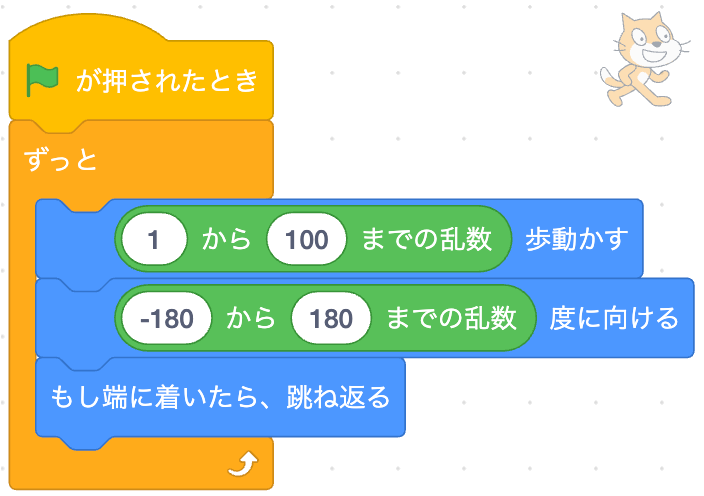 が押されたとき
ずっと
1 から 100 までの乱数 歩動かす
-180 から 180 までの乱数 度に向ける
もし端に着いたら、跳ね返る